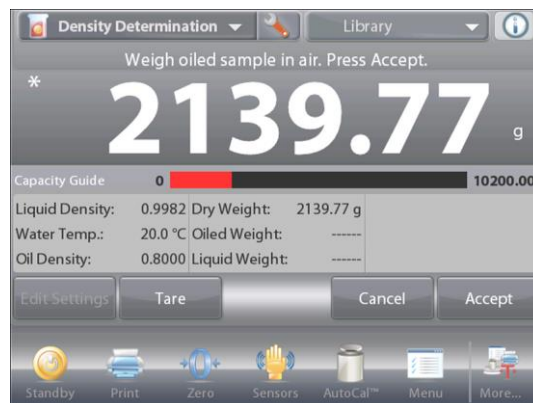 Density Determination Library
Weigh oiled sample in air. Press Accept.
* 2139.77 g
Capacity Guide 0 10200.00
Liquid Density: 0.9982 Dry Weight: 2139.77 g
Water Temp.: 20.0 °C Oiled Weight: ------
Oil Density: 0.8000 Liquid Weight: ------
Edit Settings Tare Cancel Accept
Standby Print Zero Sensors AutoCal™ Menu More...